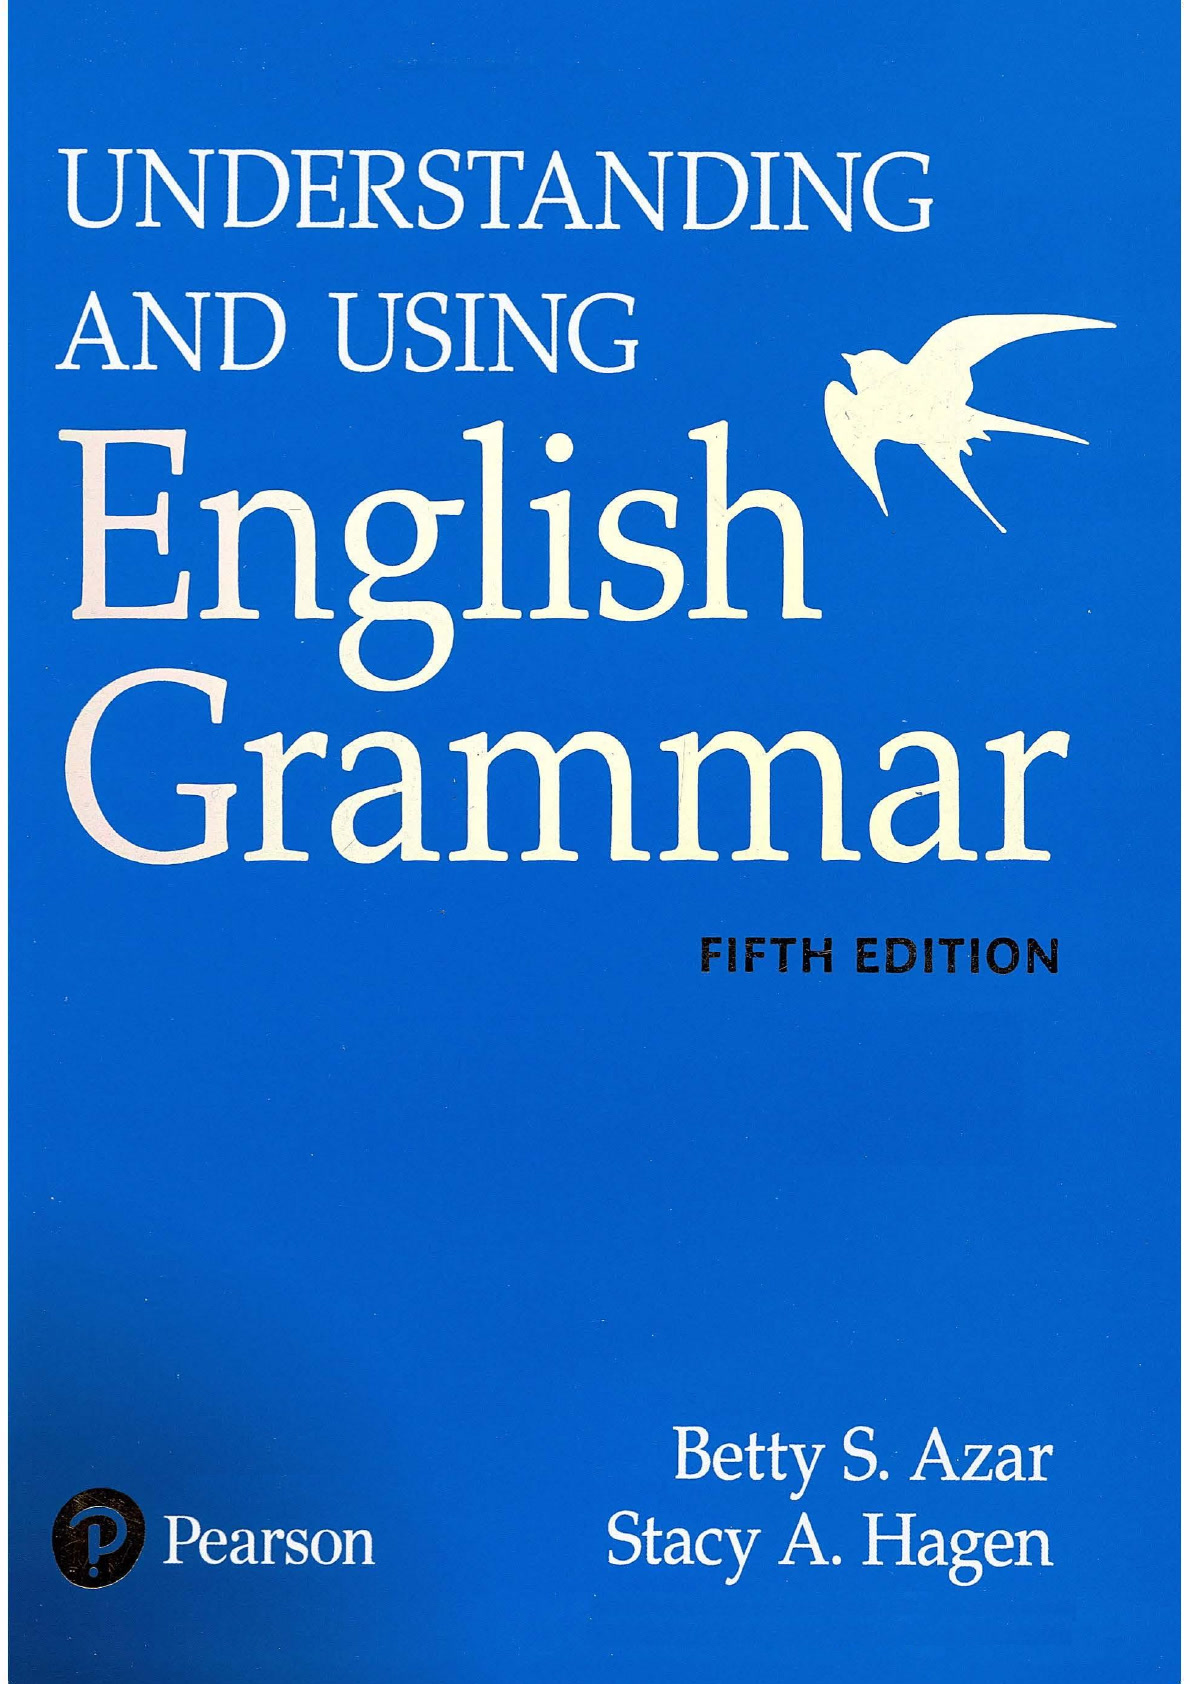 UNDERSTANDING
AND USING
English
Grammar
FIFTH EDITION
Betty S. Azar
Stacy A. Hagen
Pearson